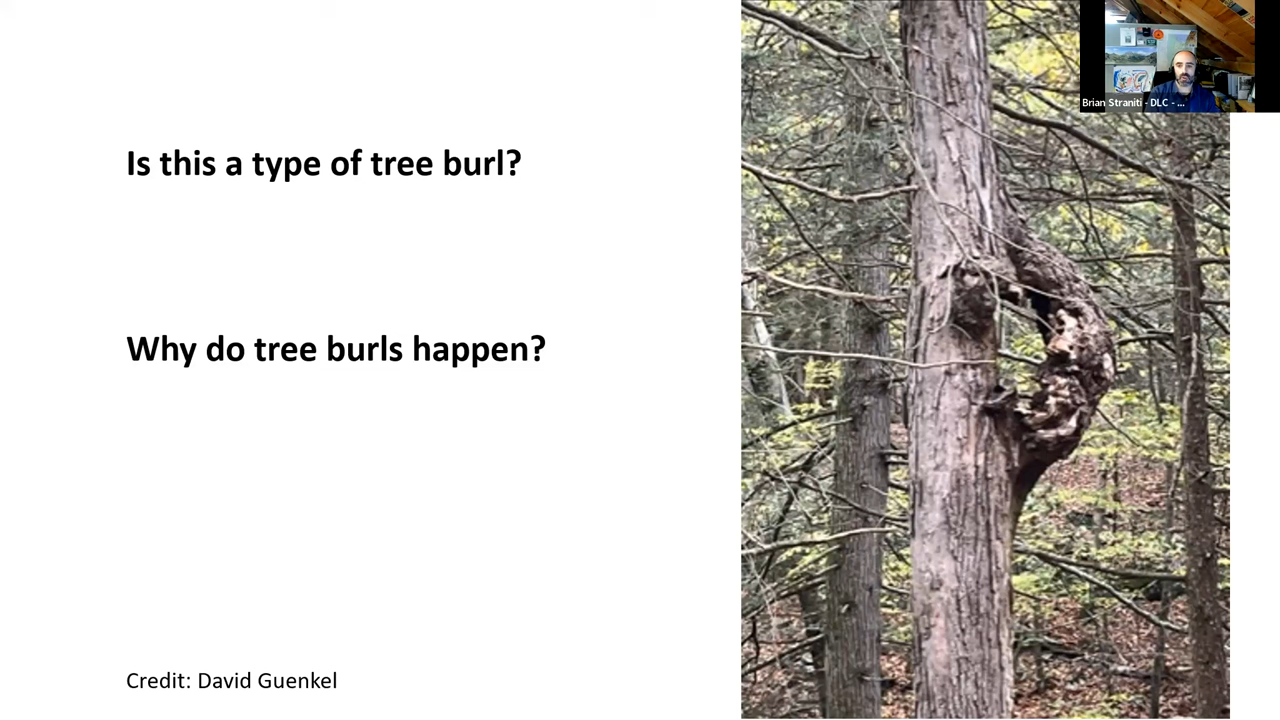 Is this a type of tree burl?
Why do tree burls happen?
Credit: David Guenkel
Brian Straniti - DLC - ...